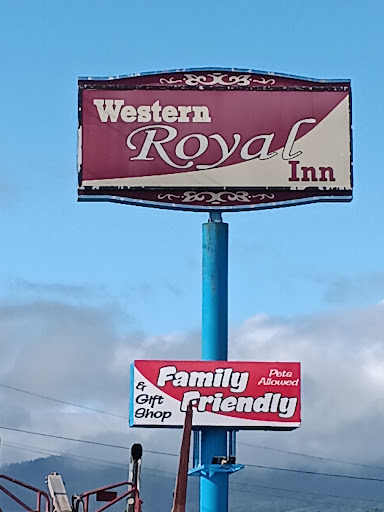 Western
Royal
Inn
Family
Pets
Allowed
Friendly
&
Gift
Shop